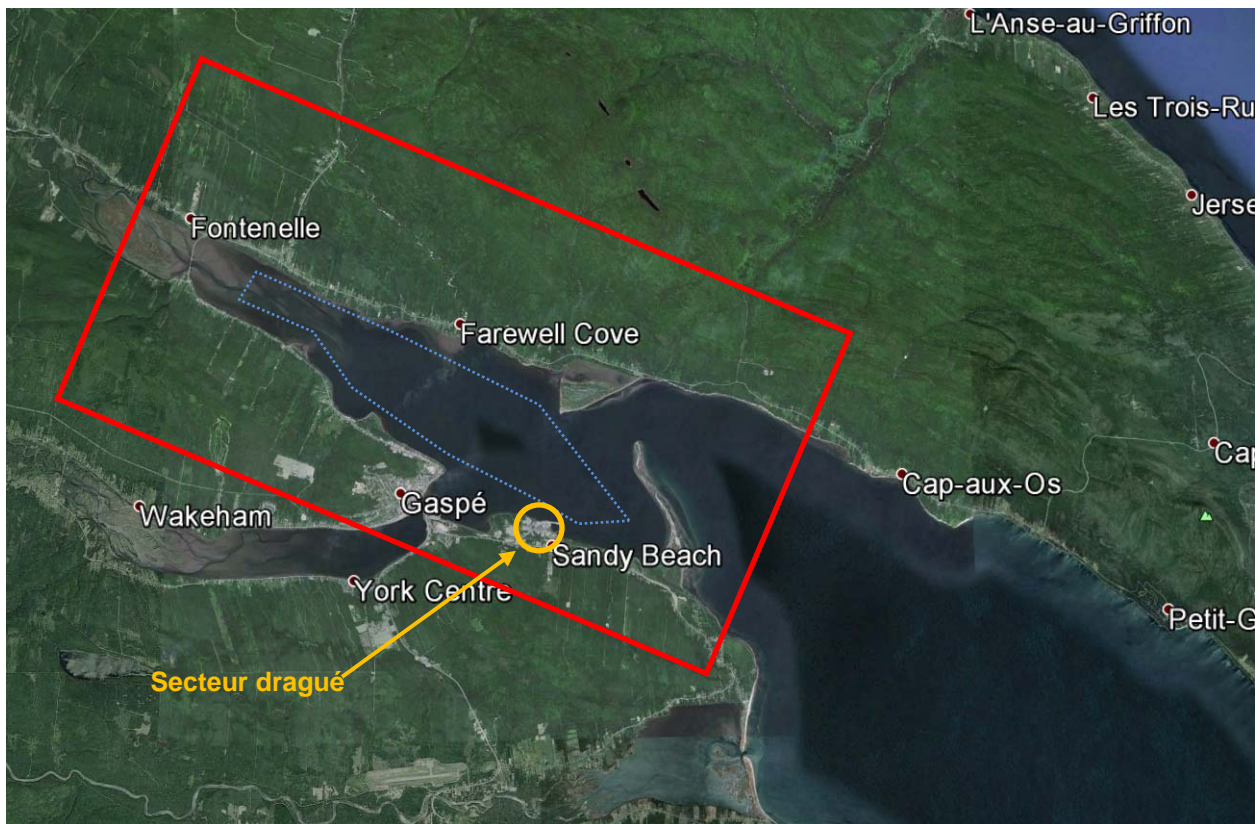 L'Anse-au-Griffon
Les Trois-Ru
Jerse
Fontenelle
Farewell Cove
Cap
Cap-aux-Os
Gaspé
Wakeham
Sandy Beach
York Centre
Petit-G
Secteur dragué